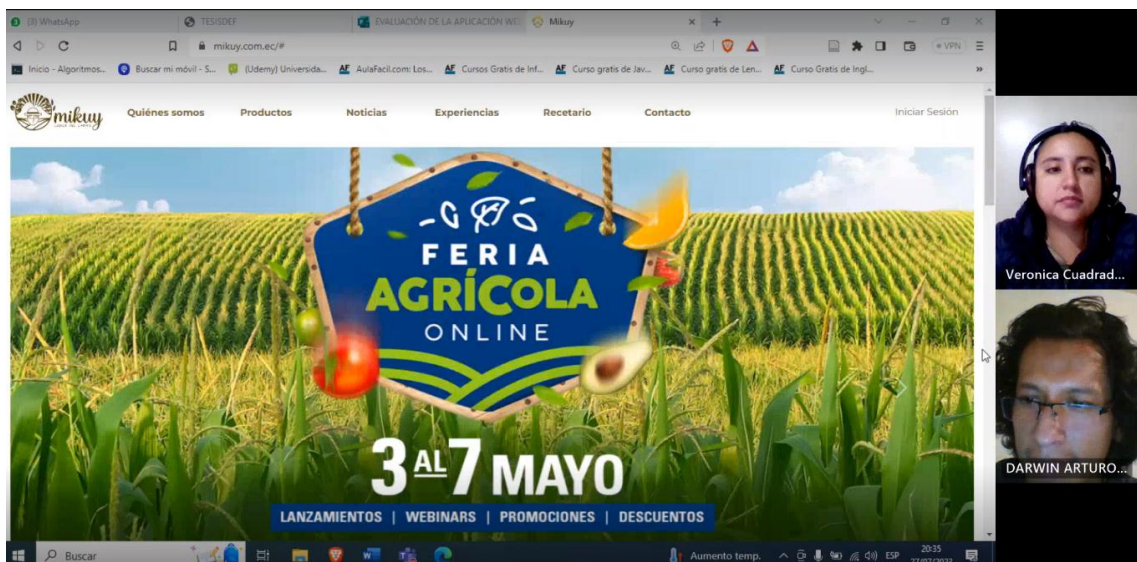 (3) WhatsApp
TESISDEF
EVALUACIÓN DE LA APLICACIÓN WE
Mikuy
mikuy.com.ec/#
VPN
Inicio - Algoritmos...
Buscar mi móvil - S...
(Udemy) Universida...
AulaFacil.com: Los...
Cursos Gratis de Inf...
Curso gratis de Jav...
Curso gratis de Len...
Curso Gratis de Ingl...
mikuy
Quiénes somos
Productos
Noticias
Experiencias
Recetario
Contacto
Iniciar Sesión
FERIA
AGRÍCOLA
ONLINE
3 AL 7 MAYO
LANZAMIENTOS | WEBINARS | PROMOCIONES | DESCUENTOS
Veronica Cuadrad...
DARWIN ARTURO...
Buscar
Aumento temp.
ESP
20:35